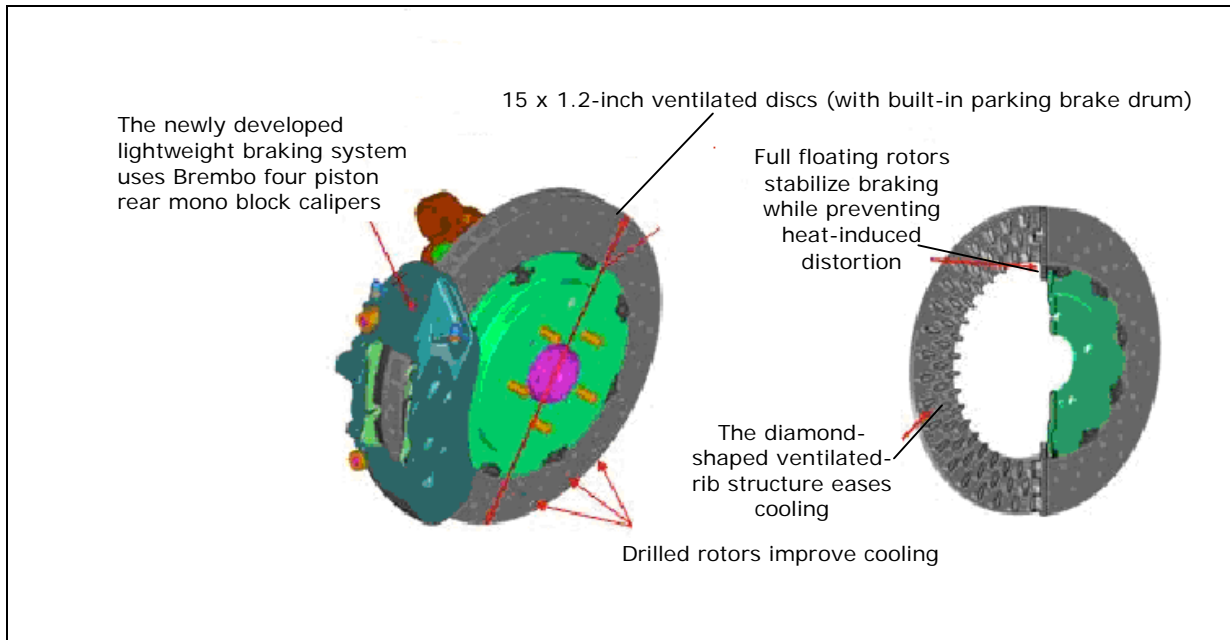 15 x 1.2-inch ventilated discs (with built-in parking brake drum)
The newly developed
lightweight braking system
uses Brembo four piston
rear mono block calipers
Full floating rotors
stabilize braking
while preventing
heat-induced
distortion
The diamond-
shaped ventilated-
rib structure eases
cooling
Drilled rotors improve cooling